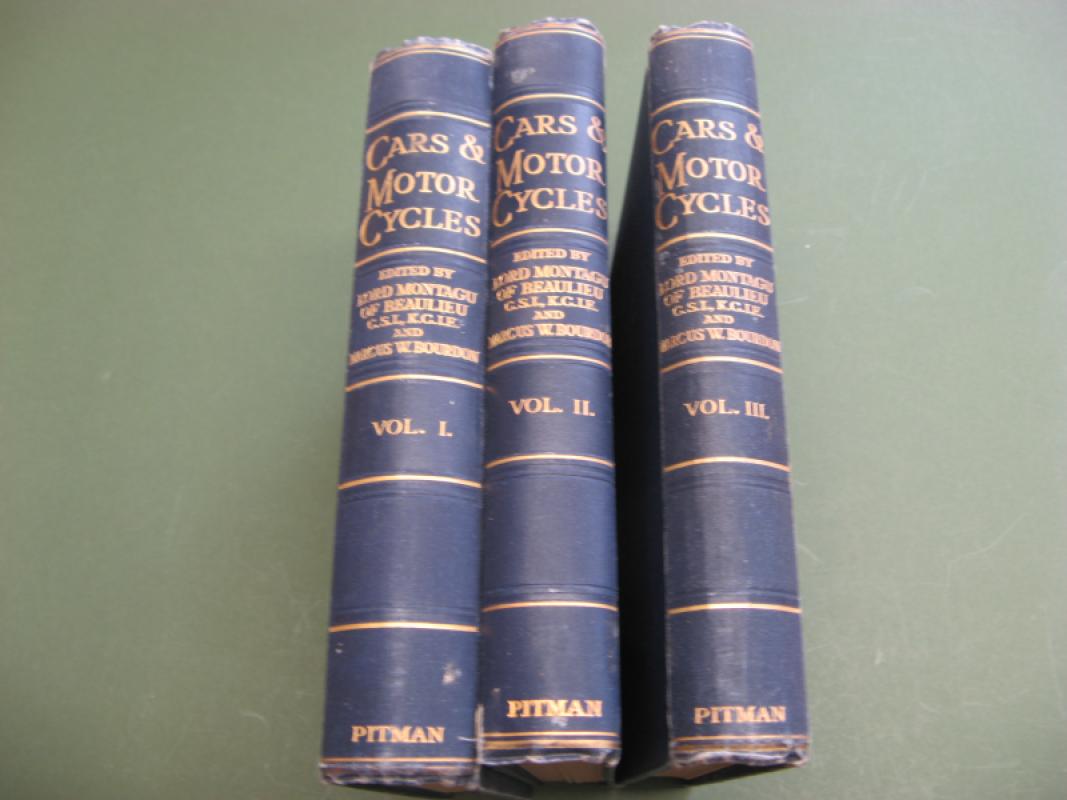 CARS &
MOTOR
CYCLES
EDITED BY
LORD MONTAGU
OF BEAULIEU
C.S.I., K.C.I.E.
AND
MARCUS W. BOURDON
VOL. I.
PITMAN
CARS &
MOTOR
CYCLES
EDITED BY
LORD MONTAGU
OF BEAULIEU
C.S.I., K.C.I.E.
AND
MARCUS W. BOURDON
VOL. II.
PITMAN
CARS &
MOTOR
CYCLES
EDITED BY
LORD MONTAGU
OF BEAULIEU
C.S.I., K.C.I.E.
AND
MARCUS W. BOURDON
VOL. III.
PITMAN